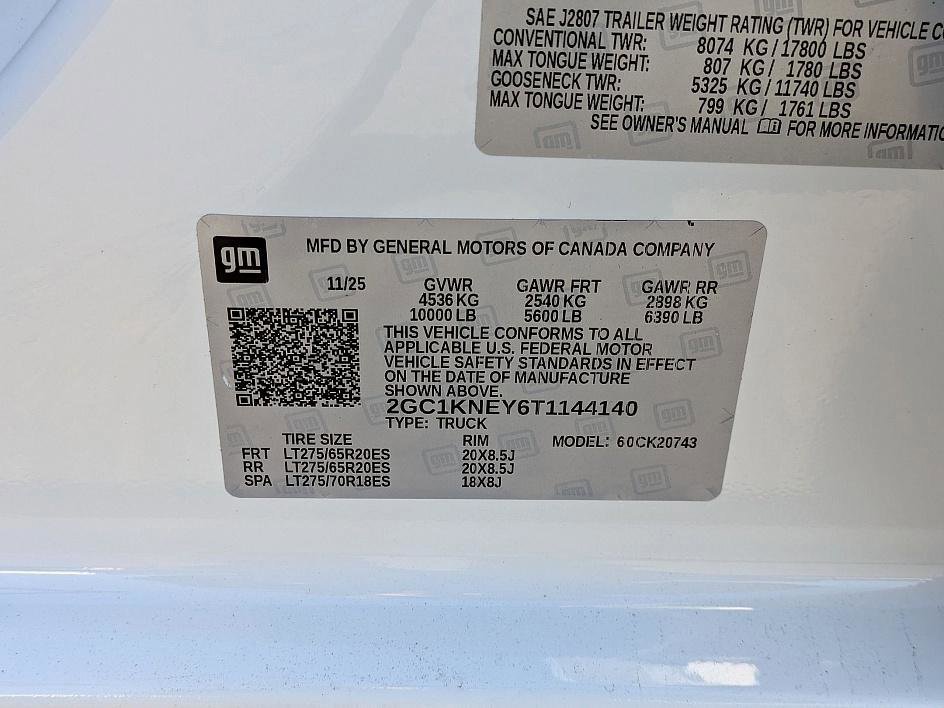 SAE J2807 TRAILER WEIGHT RATING (TWR) FOR VEHICLE
CONVENTIONAL TWR: 8074 KG / 17800 LBS
MAX TONGUE WEIGHT: 807 KG / 1780 LBS
GOOSENECK TWR: 5325 KG / 11740 LBS
MAX TONGUE WEIGHT: 799 KG / 1761 LBS
SEE OWNER'S MANUAL FOR MORE INFORMATIO
gm
MFD BY GENERAL MOTORS OF CANADA COMPANY
11/25 GVWR GAWR FRT GAWR RR
4536 KG 2540 KG 2898 KG
10000 LB 5600 LB 6390 LB
THIS VEHICLE CONFORMS TO ALL
APPLICABLE U.S. FEDERAL MOTOR
VEHICLE SAFETY STANDARDS IN EFFECT
ON THE DATE OF MANUFACTURE
SHOWN ABOVE.
2GC1KNEY6T1144140
TYPE: TRUCK
TIRE SIZE RIM MODEL: 60CK20743
FRT LT275/65R20ES 20X8.5J
RR LT275/65R20ES 20X8.5J
SPA LT275/70R18ES 18X8J